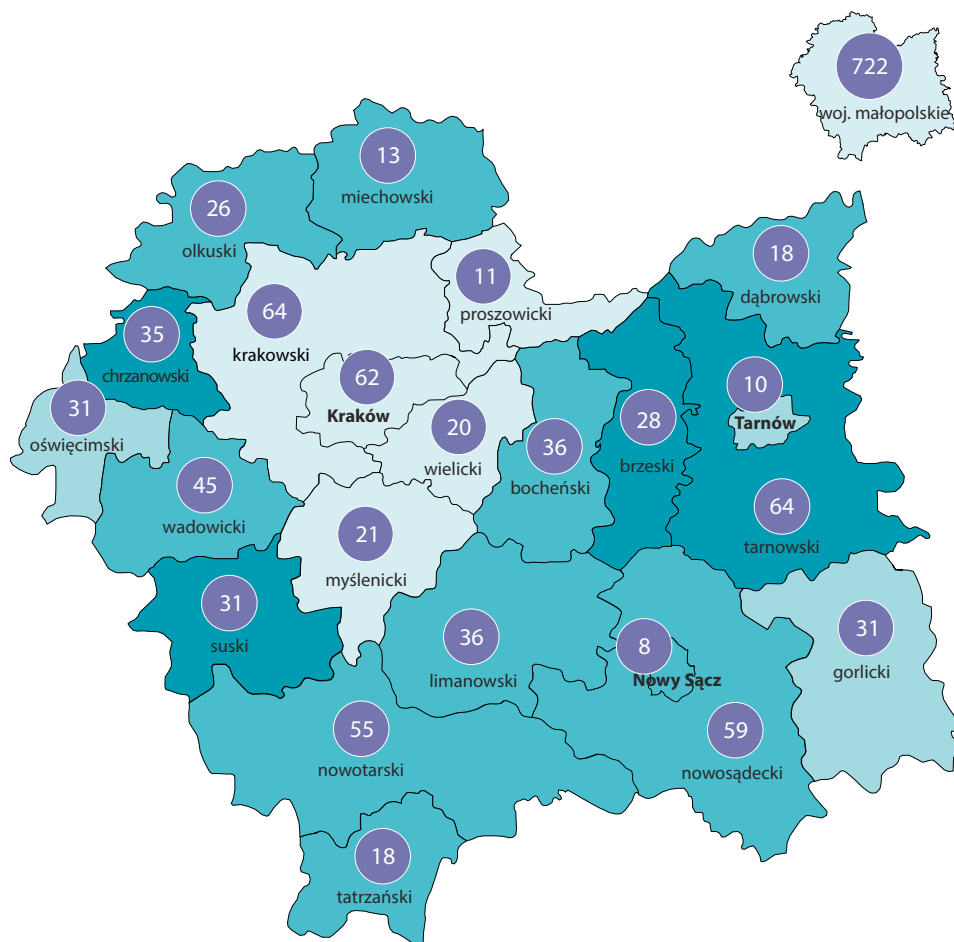 722
woj. małopolskie
13
miechowski
26
olkuski
18
dąbrowski
11
proszowicki
64
krakowski
35
chrzanowski
62
Kraków
10
Tarnów
31
oświęcimski
20
wielicki
36
bocheński
28
brzeski
45
wadowicki
64
tarnowski
21
myślenicki
31
suski
36
limanowski
8
Nowy Sącz
31
gorlicki
55
nowotarski
59
nowosądecki
18
tatrzański